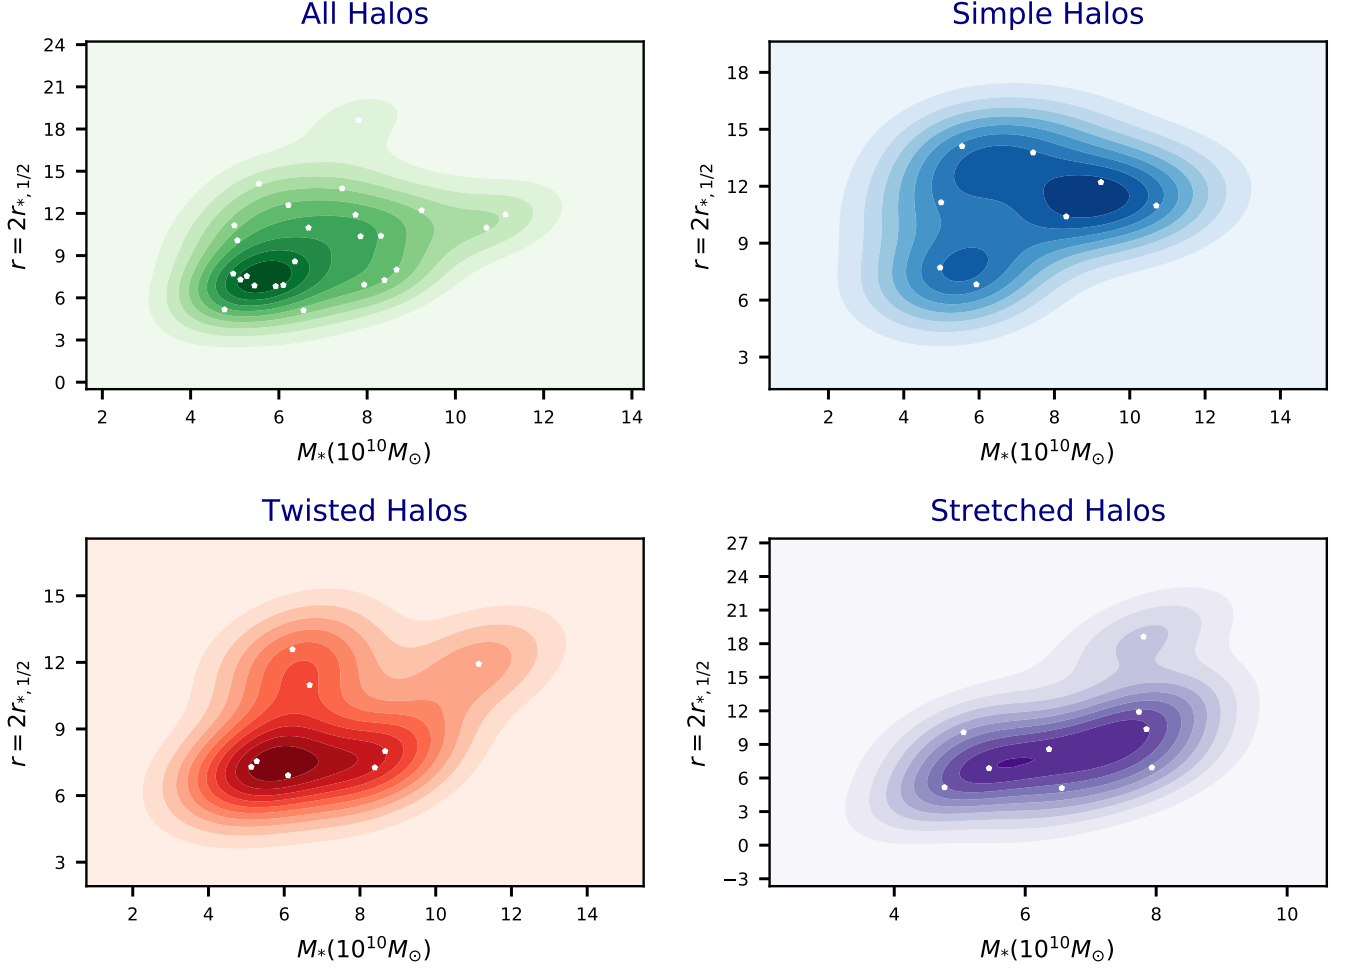 All Halos
24
21
18
15
12
9
6
3
0
r = 2r*,1/2
2 4 6 8 10 12 14
M*(10^10 M⊙)
Simple Halos
18
15
12
9
6
3
r = 2r*,1/2
2 4 6 8 10 12 14
M*(10^10 M⊙)
Twisted Halos
15
12
9
6
3
r = 2r*,1/2
2 4 6 8 10 12 14
M*(10^10 M⊙)
Stretched Halos
27
24
21
18
15
12
9
6
3
0
−3
r = 2r*,1/2
4 6 8 10
M*(10^10 M⊙)